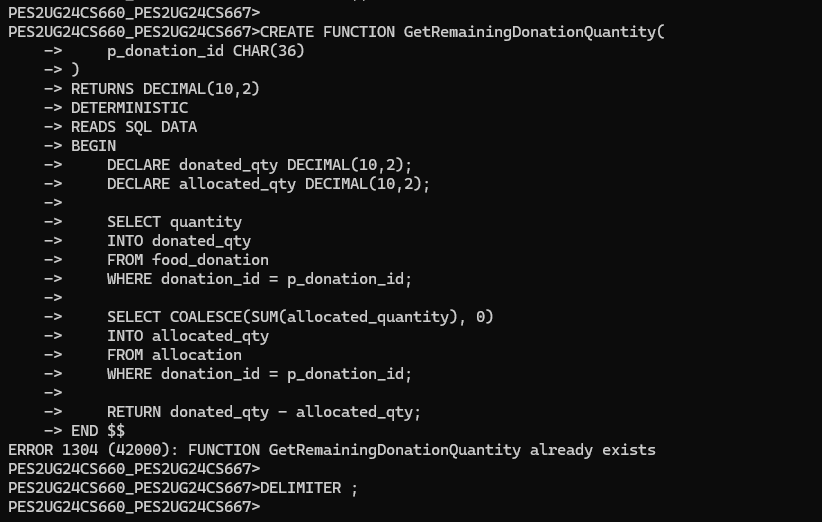 PES2UG24CS660_PES2UG24CS667>
PES2UG24CS660_PES2UG24CS667>CREATE FUNCTION GetRemainingDonationQuantity(
    ->     p_donation_id CHAR(36)
    -> )
    -> RETURNS DECIMAL(10,2)
    -> DETERMINISTIC
    -> READS SQL DATA
    -> BEGIN
    ->     DECLARE donated_qty DECIMAL(10,2);
    ->     DECLARE allocated_qty DECIMAL(10,2);
    ->
    ->     SELECT quantity
    ->     INTO donated_qty
    ->     FROM food_donation
    ->     WHERE donation_id = p_donation_id;
    ->
    ->     SELECT COALESCE(SUM(allocated_quantity), 0)
    ->     INTO allocated_qty
    ->     FROM allocation
    ->     WHERE donation_id = p_donation_id;
    ->
    ->     RETURN donated_qty - allocated_qty;
    -> END $$
ERROR 1304 (42000): FUNCTION GetRemainingDonationQuantity already exists
PES2UG24CS660_PES2UG24CS667>
PES2UG24CS660_PES2UG24CS667>DELIMITER ;
PES2UG24CS660_PES2UG24CS667>